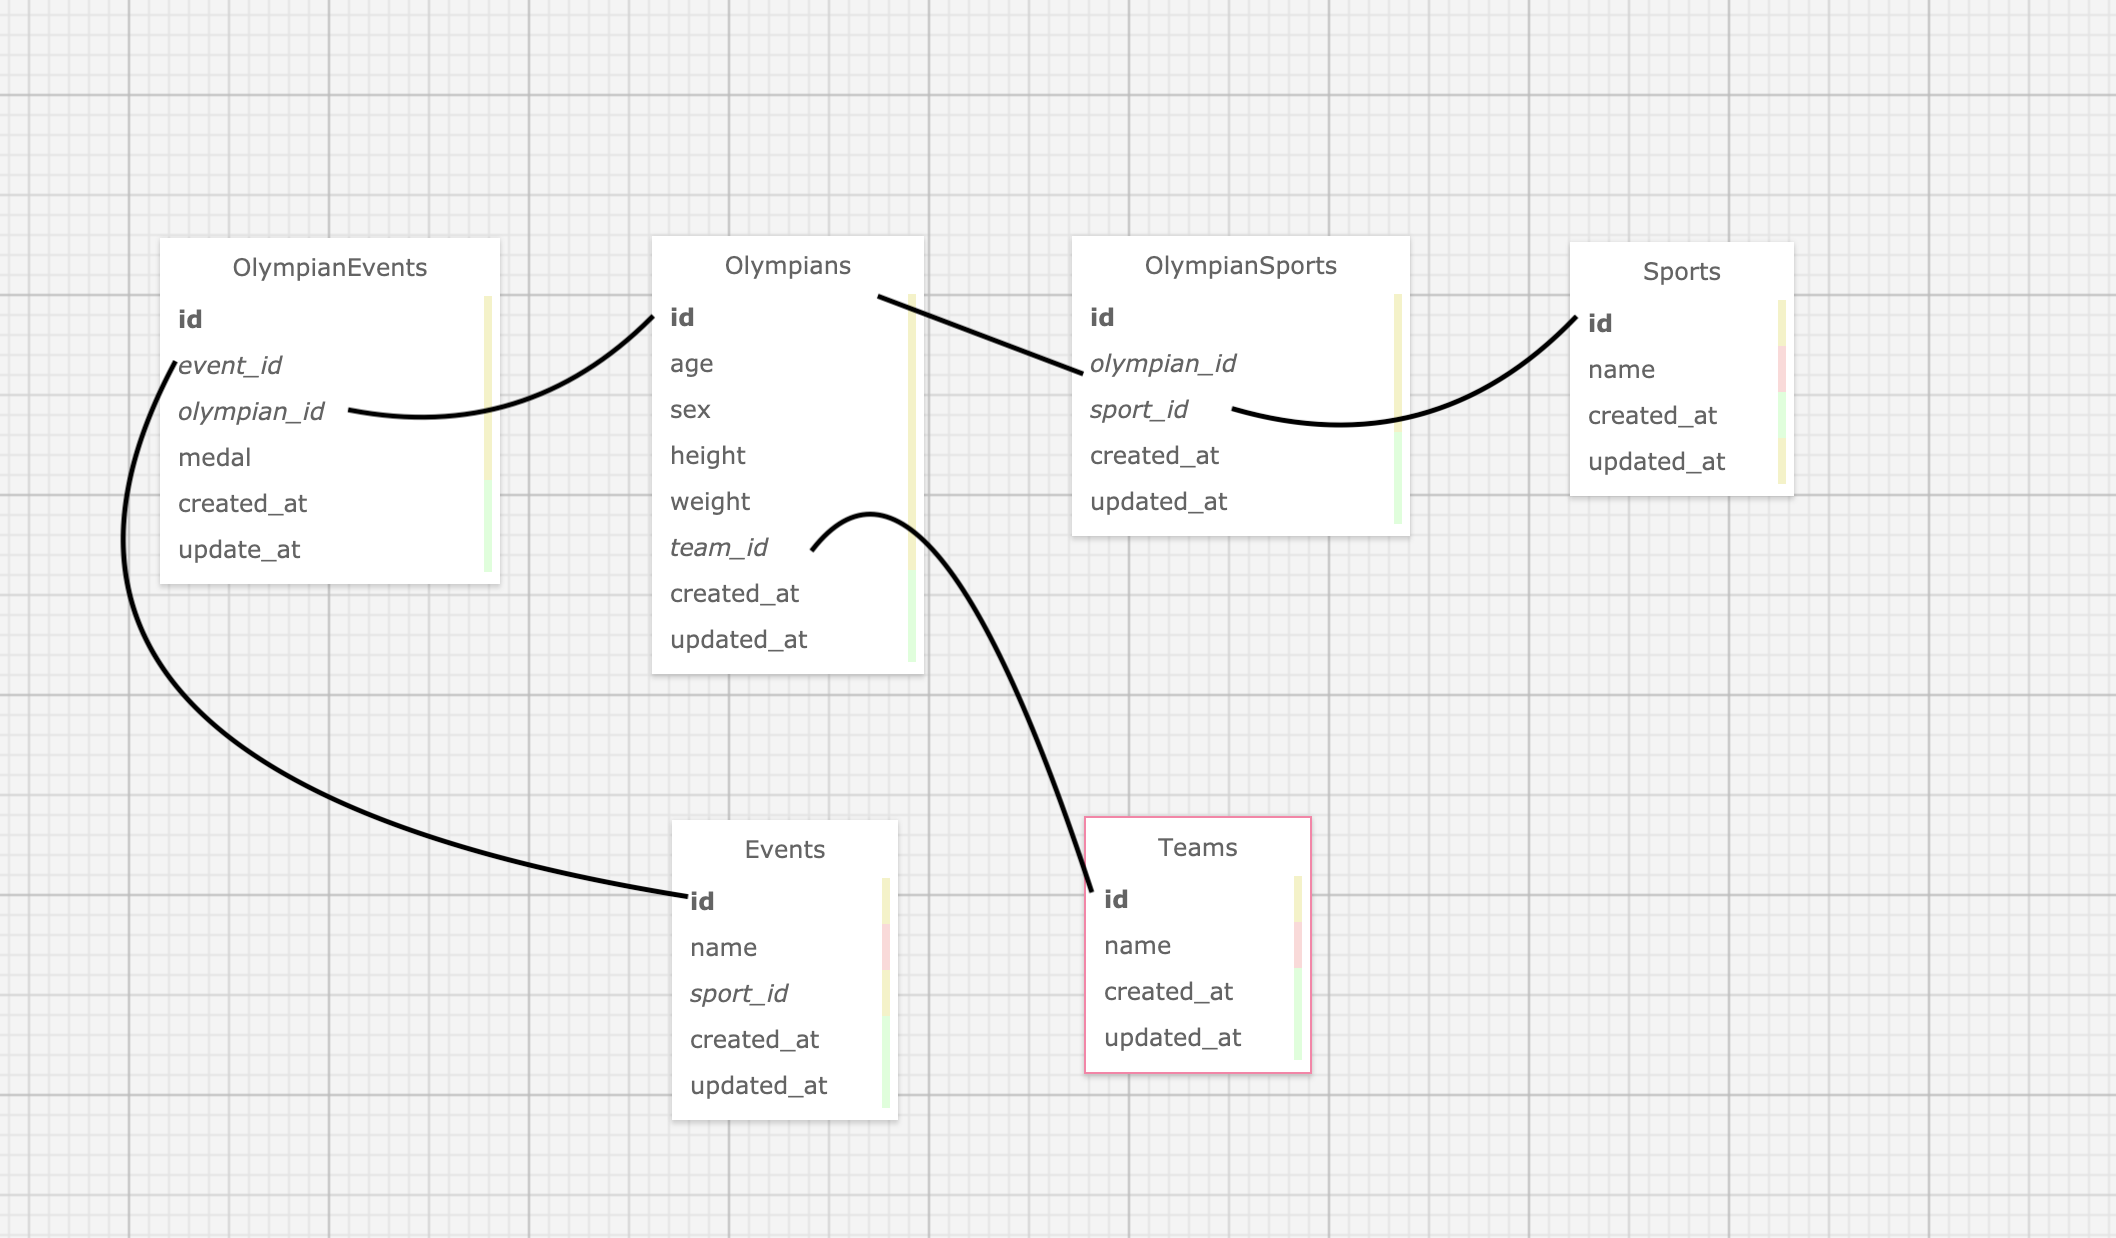 OlympianEvents
id
event_id
olympian_id
medal
created_at
update_at
Olympians
id
age
sex
height
weight
team_id
created_at
updated_at
OlympianSports
id
olympian_id
sport_id
created_at
updated_at
Sports
id
name
created_at
updated_at
Events
id
name
sport_id
created_at
updated_at
Teams
id
name
created_at
updated_at